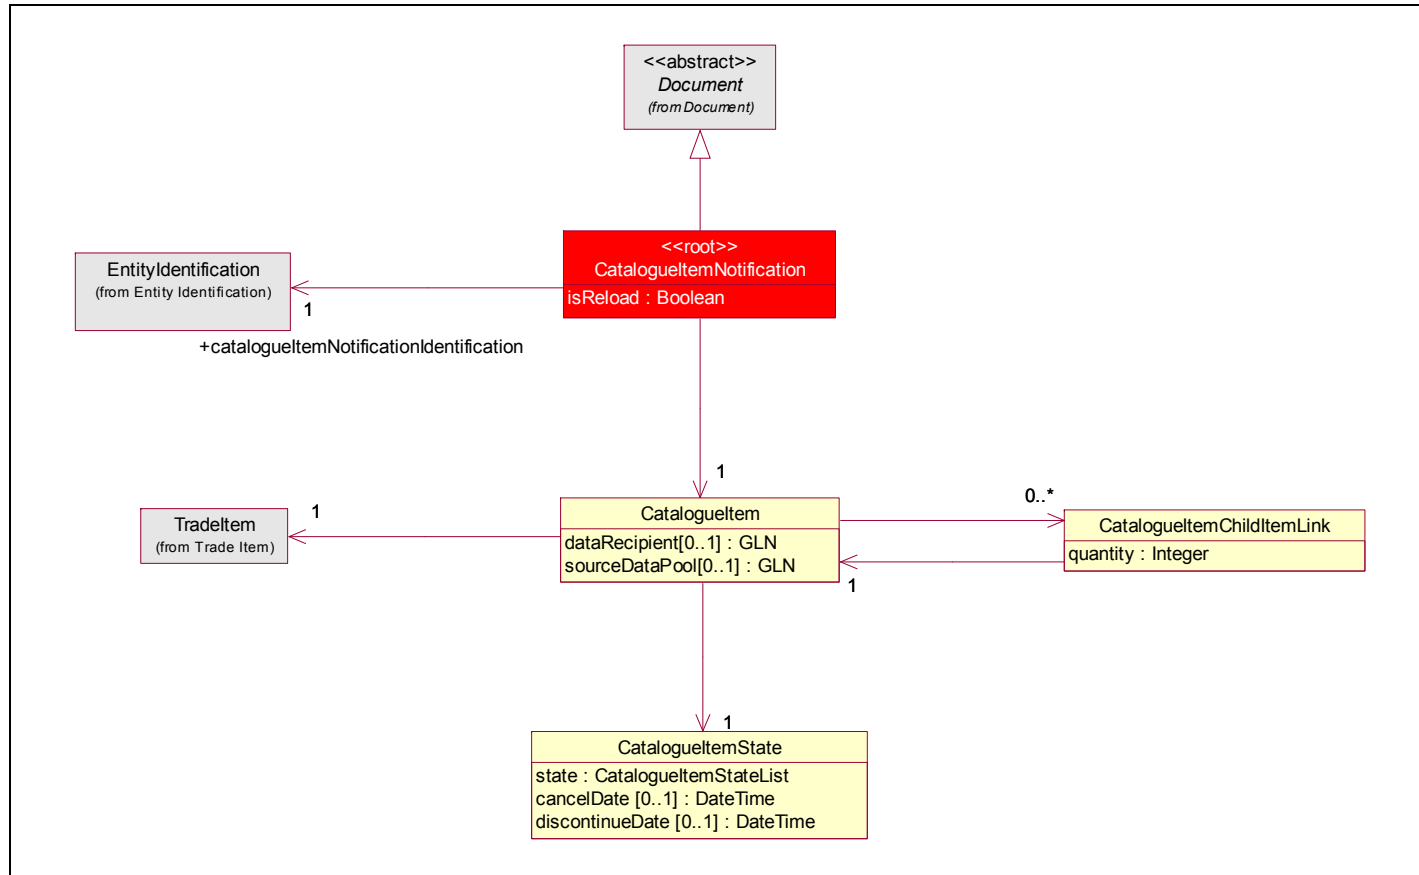 <<abstract>>
Document
(from Document)
<<root>>
CatalogueItemNotification
isReload : Boolean
EntityIdentification
(from Entity Identification)
1
+catalogueItemNotificationIdentification
1
CatalogueItem
dataRecipient[0..1] : GLN
sourceDataPool[0..1] : GLN
1
TradeItem
(from Trade Item)
0..*
CatalogueItemChildItemLink
quantity : Integer
1
1
CatalogueItemState
state : CatalogueItemStateList
cancelDate [0..1] : DateTime
discontinueDate [0..1] : DateTime